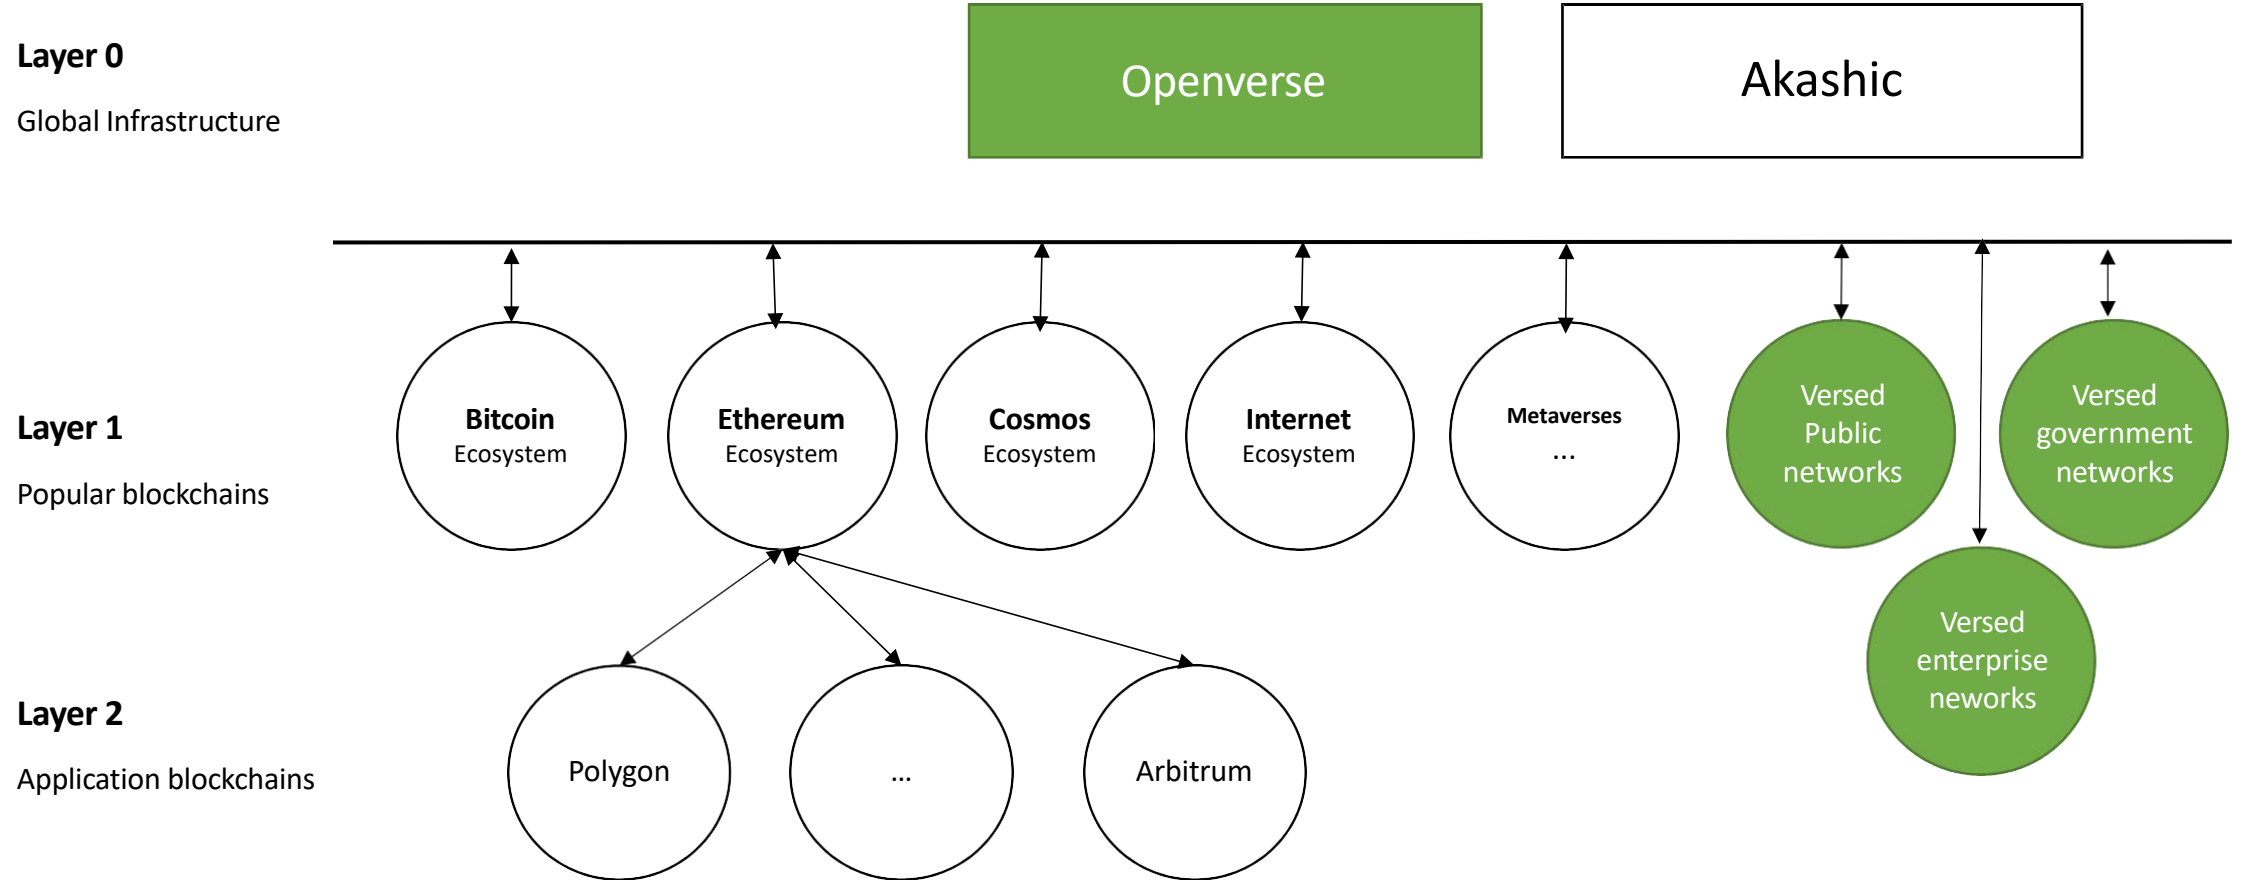 Layer 0
Global Infrastructure
Openverse
Akashic
Layer 1
Popular blockchains
Bitcoin
Ecosystem
Ethereum
Ecosystem
Cosmos
Ecosystem
Internet
Ecosystem
Metaverses
...
Versed
Public
networks
Versed
government
networks
Versed
enterprise
neworks
Layer 2
Application blockchains
Polygon
...
Arbitrum